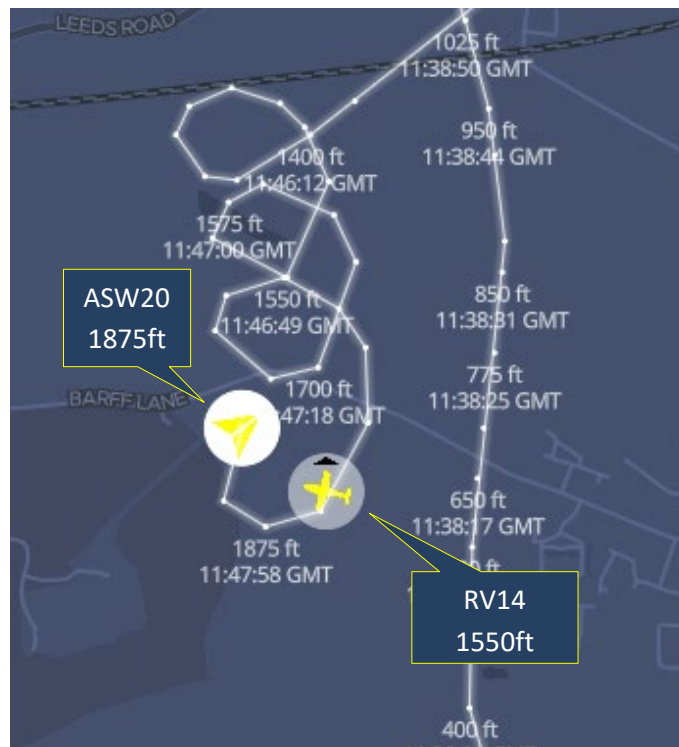 LEEDS ROAD
1025 ft
11:38:50 GMT
950 ft
11:38:44 GMT
1400 ft
11:46:12 GMT
1575 ft
11:47:00 GMT
ASW20
1875ft
1550 ft
11:46:49 GMT
850 ft
11:38:31 GMT
775 ft
11:38:25 GMT
BARFF LANE
1700 ft
47:18 GMT
650 ft
11:38:17 GMT
1875 ft
11:47:58 GMT
RV14
1550ft
400 ft